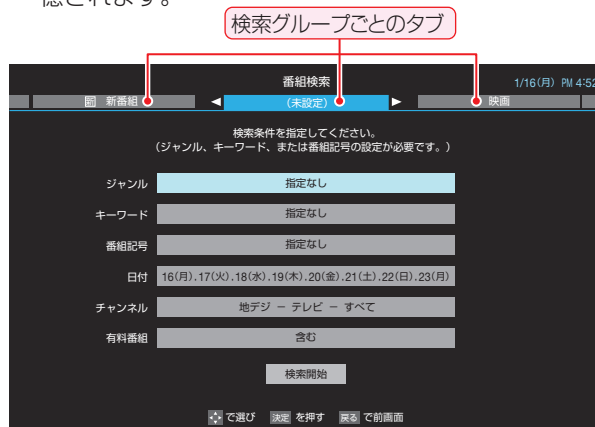 憶されます。
検索グループごとのタブ
番組検索
1/16(月) PM 4:52
新 新番組
(未設定)
映画
検索条件を指定してください。
(ジャンル、キーワード、または番組記号の設定が必要です。)
ジャンル 指定なし
キーワード 指定なし
番組記号 指定なし
日付 16(月).17(火).18(水).19(木).20(金).21(土).22(日).23(月)
チャンネル 地デジ － テレビ － すべて
有料番組 含む
検索開始
で選び 決定 を押す 戻る で前画面